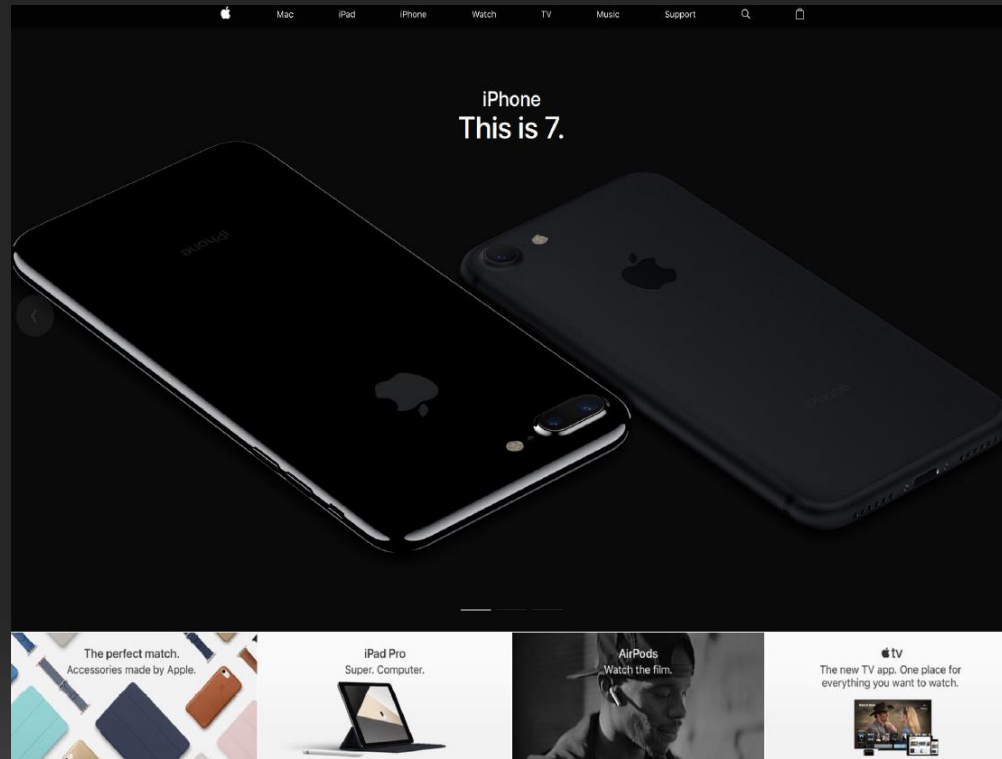 Mac iPad iPhone Watch TV Music Support
iPhone
This is 7.
iPhone
iPhone
The perfect match.
Accessories made by Apple.
iPad Pro
Super. Computer.
AirPods
Watch the film.
tv
The new TV app. One place for
everything you want to watch.